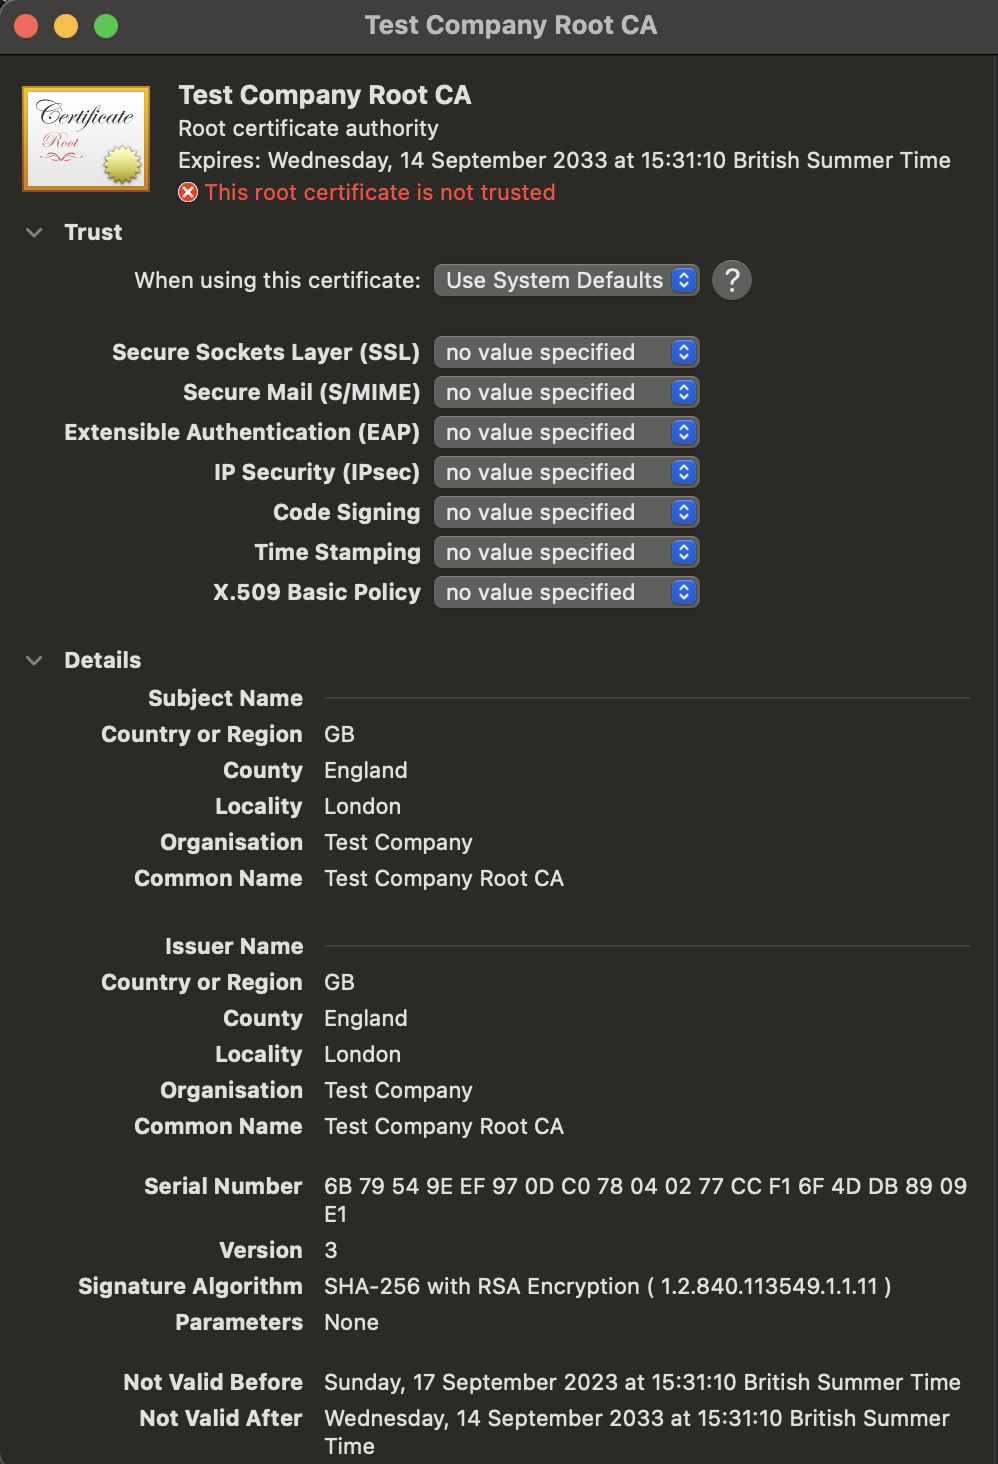 Test Company Root CA
Certificate
Root
Test Company Root CA
Root certificate authority
Expires: Wednesday, 14 September 2033 at 15:31:10 British Summer Time
This root certificate is not trusted
Trust
When using this certificate: Use System Defaults ?
Secure Sockets Layer (SSL) no value specified
Secure Mail (S/MIME) no value specified
Extensible Authentication (EAP) no value specified
IP Security (IPsec) no value specified
Code Signing no value specified
Time Stamping no value specified
X.509 Basic Policy no value specified
Details
Subject Name
Country or Region GB
County England
Locality London
Organisation Test Company
Common Name Test Company Root CA
Issuer Name
Country or Region GB
County England
Locality London
Organisation Test Company
Common Name Test Company Root CA
Serial Number 6B 79 54 9E EF 97 0D C0 78 04 02 77 CC F1 6F 4D DB 89 09
E1
Version 3
Signature Algorithm SHA-256 with RSA Encryption ( 1.2.840.113549.1.1.11 )
Parameters None
Not Valid Before Sunday, 17 September 2023 at 15:31:10 British Summer Time
Not Valid After Wednesday, 14 September 2033 at 15:31:10 British Summer
Time